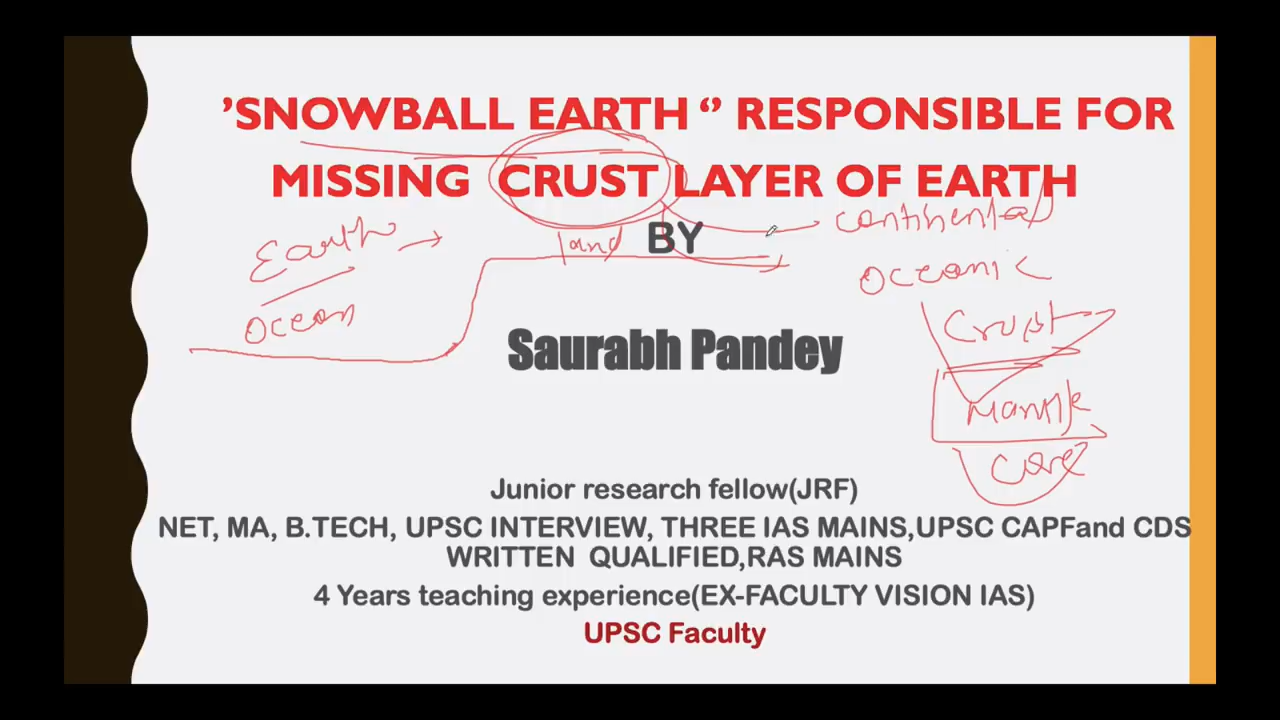 ’SNOWBALL EARTH ‘’ RESPONSIBLE FOR
MISSING CRUST LAYER OF EARTH
continental
Earth
land
BY
oceanic
ocean
Crust
Saurabh Pandey
Mantle
Core
Junior research fellow(JRF)
NET, MA, B.TECH, UPSC INTERVIEW, THREE IAS MAINS,UPSC CAPFand CDS
WRITTEN QUALIFIED,RAS MAINS
4 Years teaching experience(EX-FACULTY VISION IAS)
UPSC Faculty